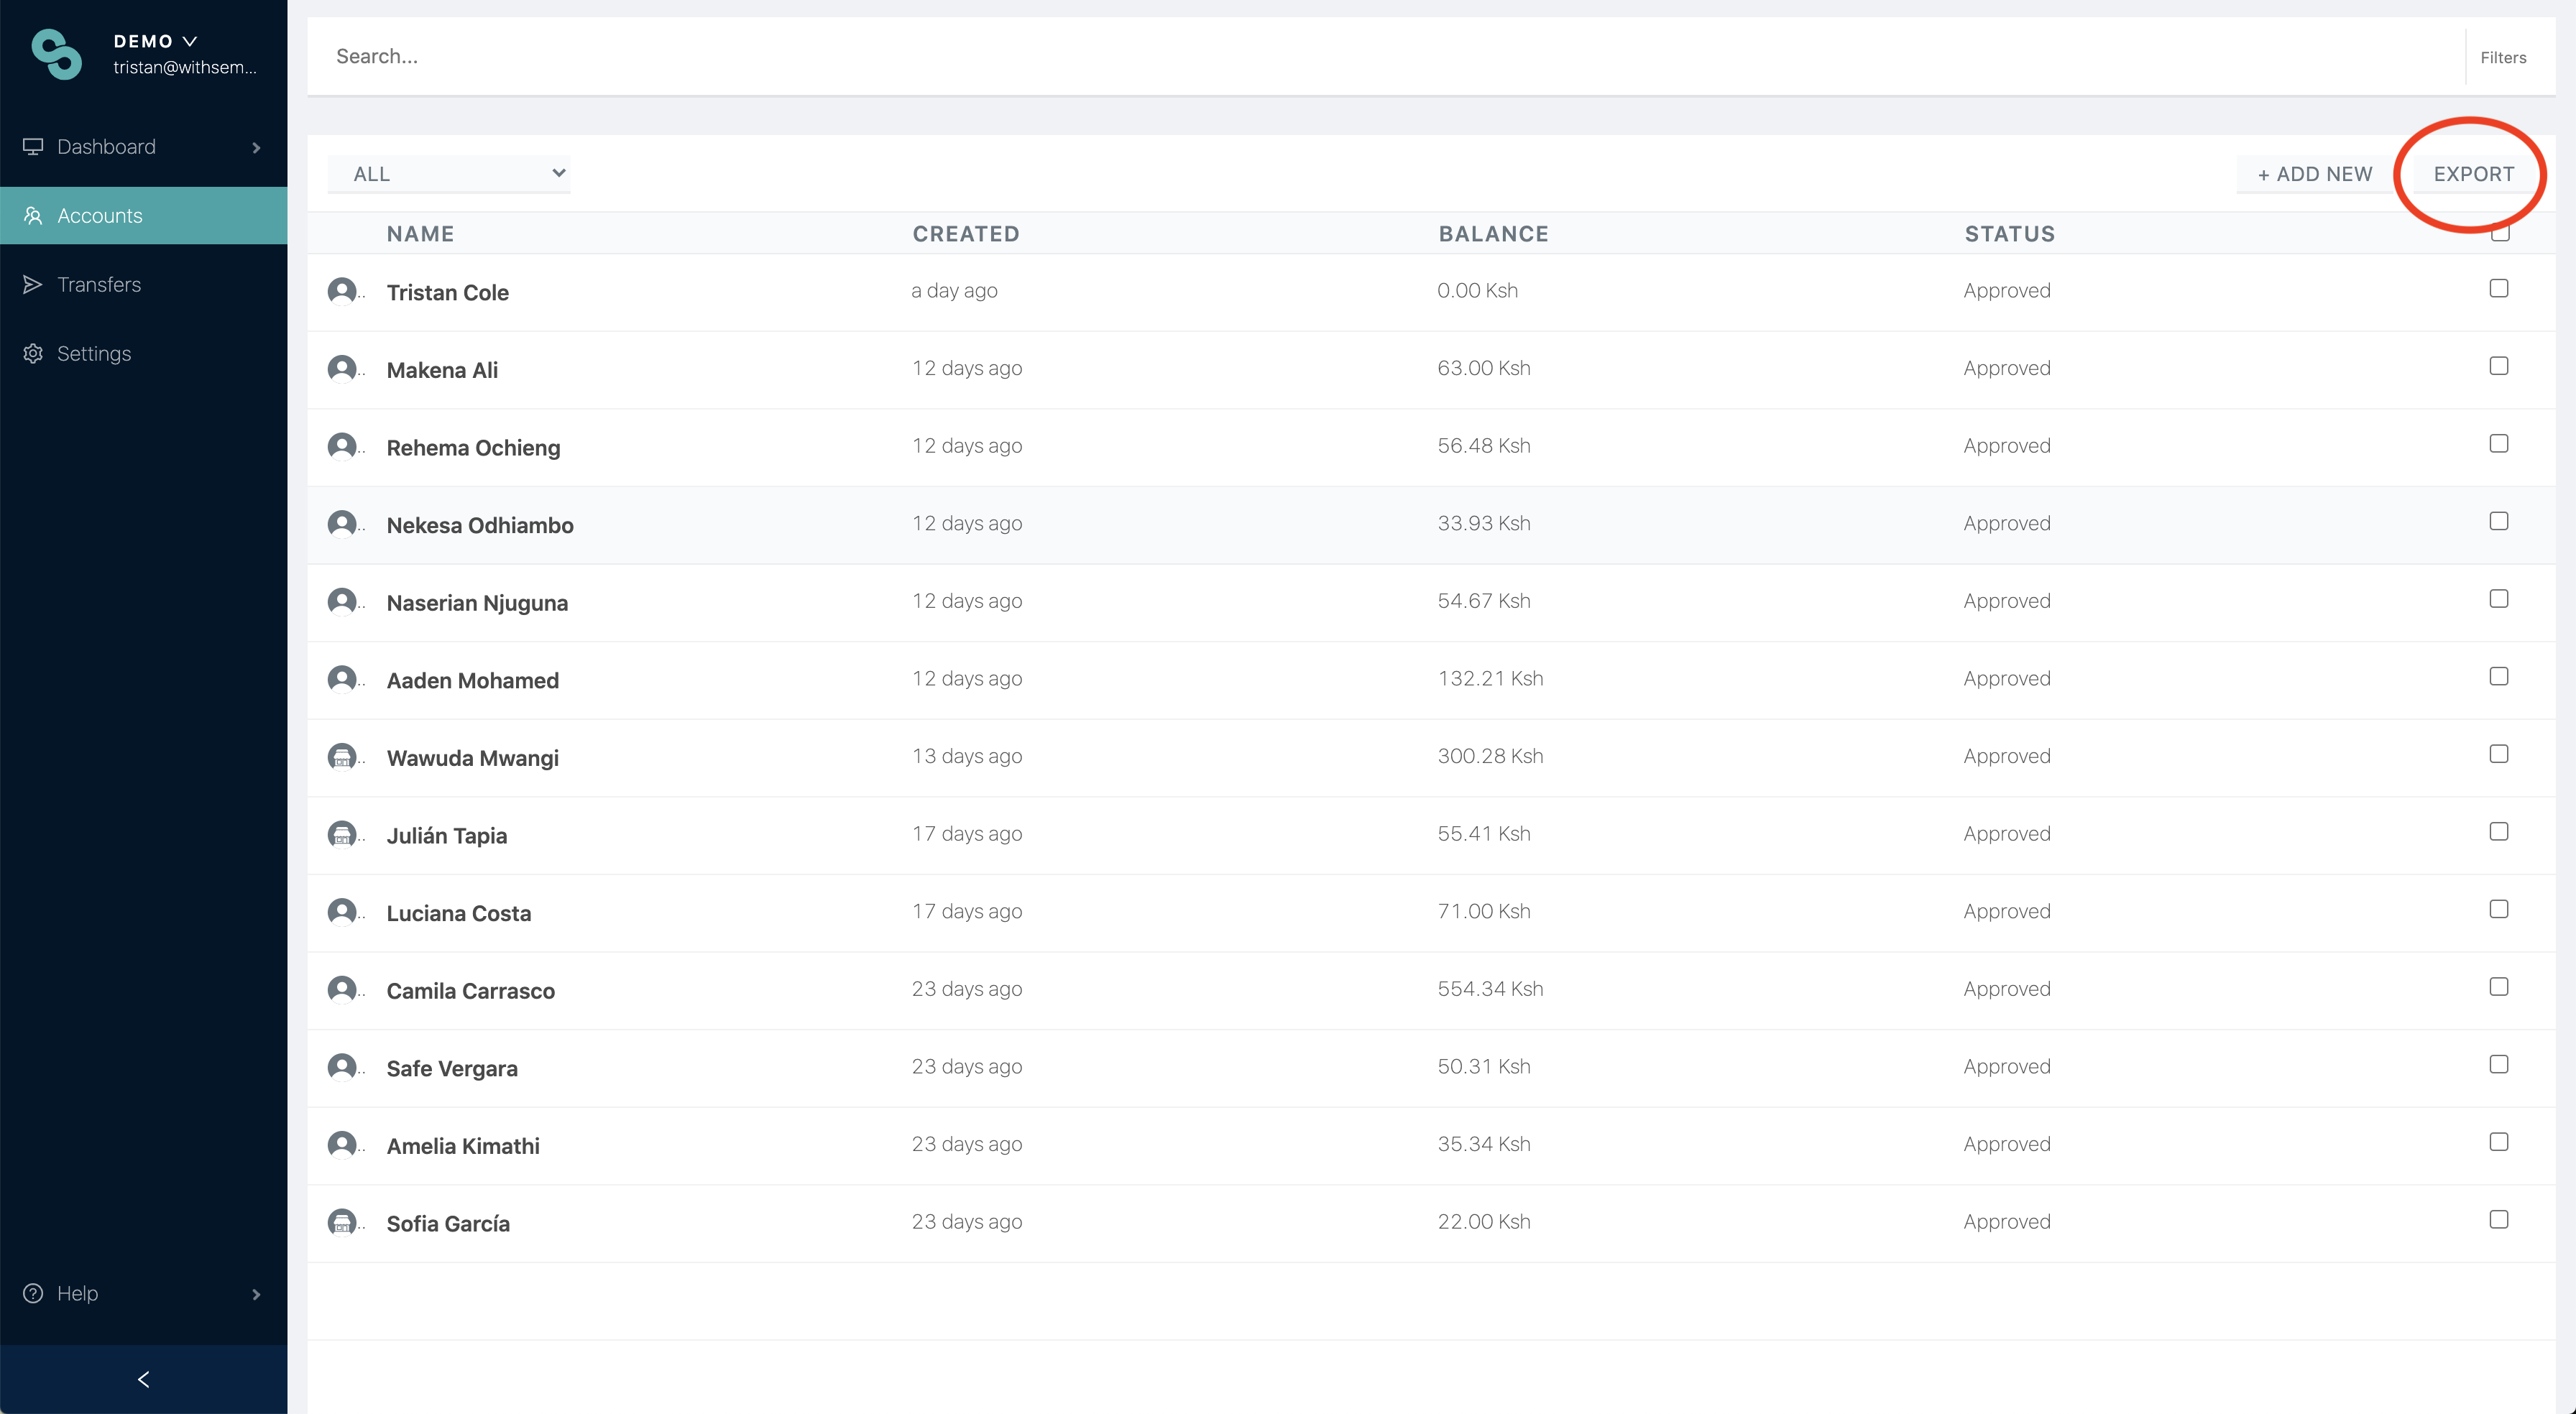 DEMO
tristan@withsem...
Dashboard
Accounts
Transfers
Settings
Help
Search...
Filters
ALL
+ ADD NEW
EXPORT
NAME CREATED BALANCE STATUS
Tristan Cole a day ago 0.00 Ksh Approved
Makena Ali 12 days ago 63.00 Ksh Approved
Rehema Ochieng 12 days ago 56.48 Ksh Approved
Nekesa Odhiambo 12 days ago 33.93 Ksh Approved
Naserian Njuguna 12 days ago 54.67 Ksh Approved
Aaden Mohamed 12 days ago 132.21 Ksh Approved
Wawuda Mwangi 13 days ago 300.28 Ksh Approved
Julián Tapia 17 days ago 55.41 Ksh Approved
Luciana Costa 17 days ago 71.00 Ksh Approved
Camila Carrasco 23 days ago 554.34 Ksh Approved
Safe Vergara 23 days ago 50.31 Ksh Approved
Amelia Kimathi 23 days ago 35.34 Ksh Approved
Sofia García 23 days ago 22.00 Ksh Approved